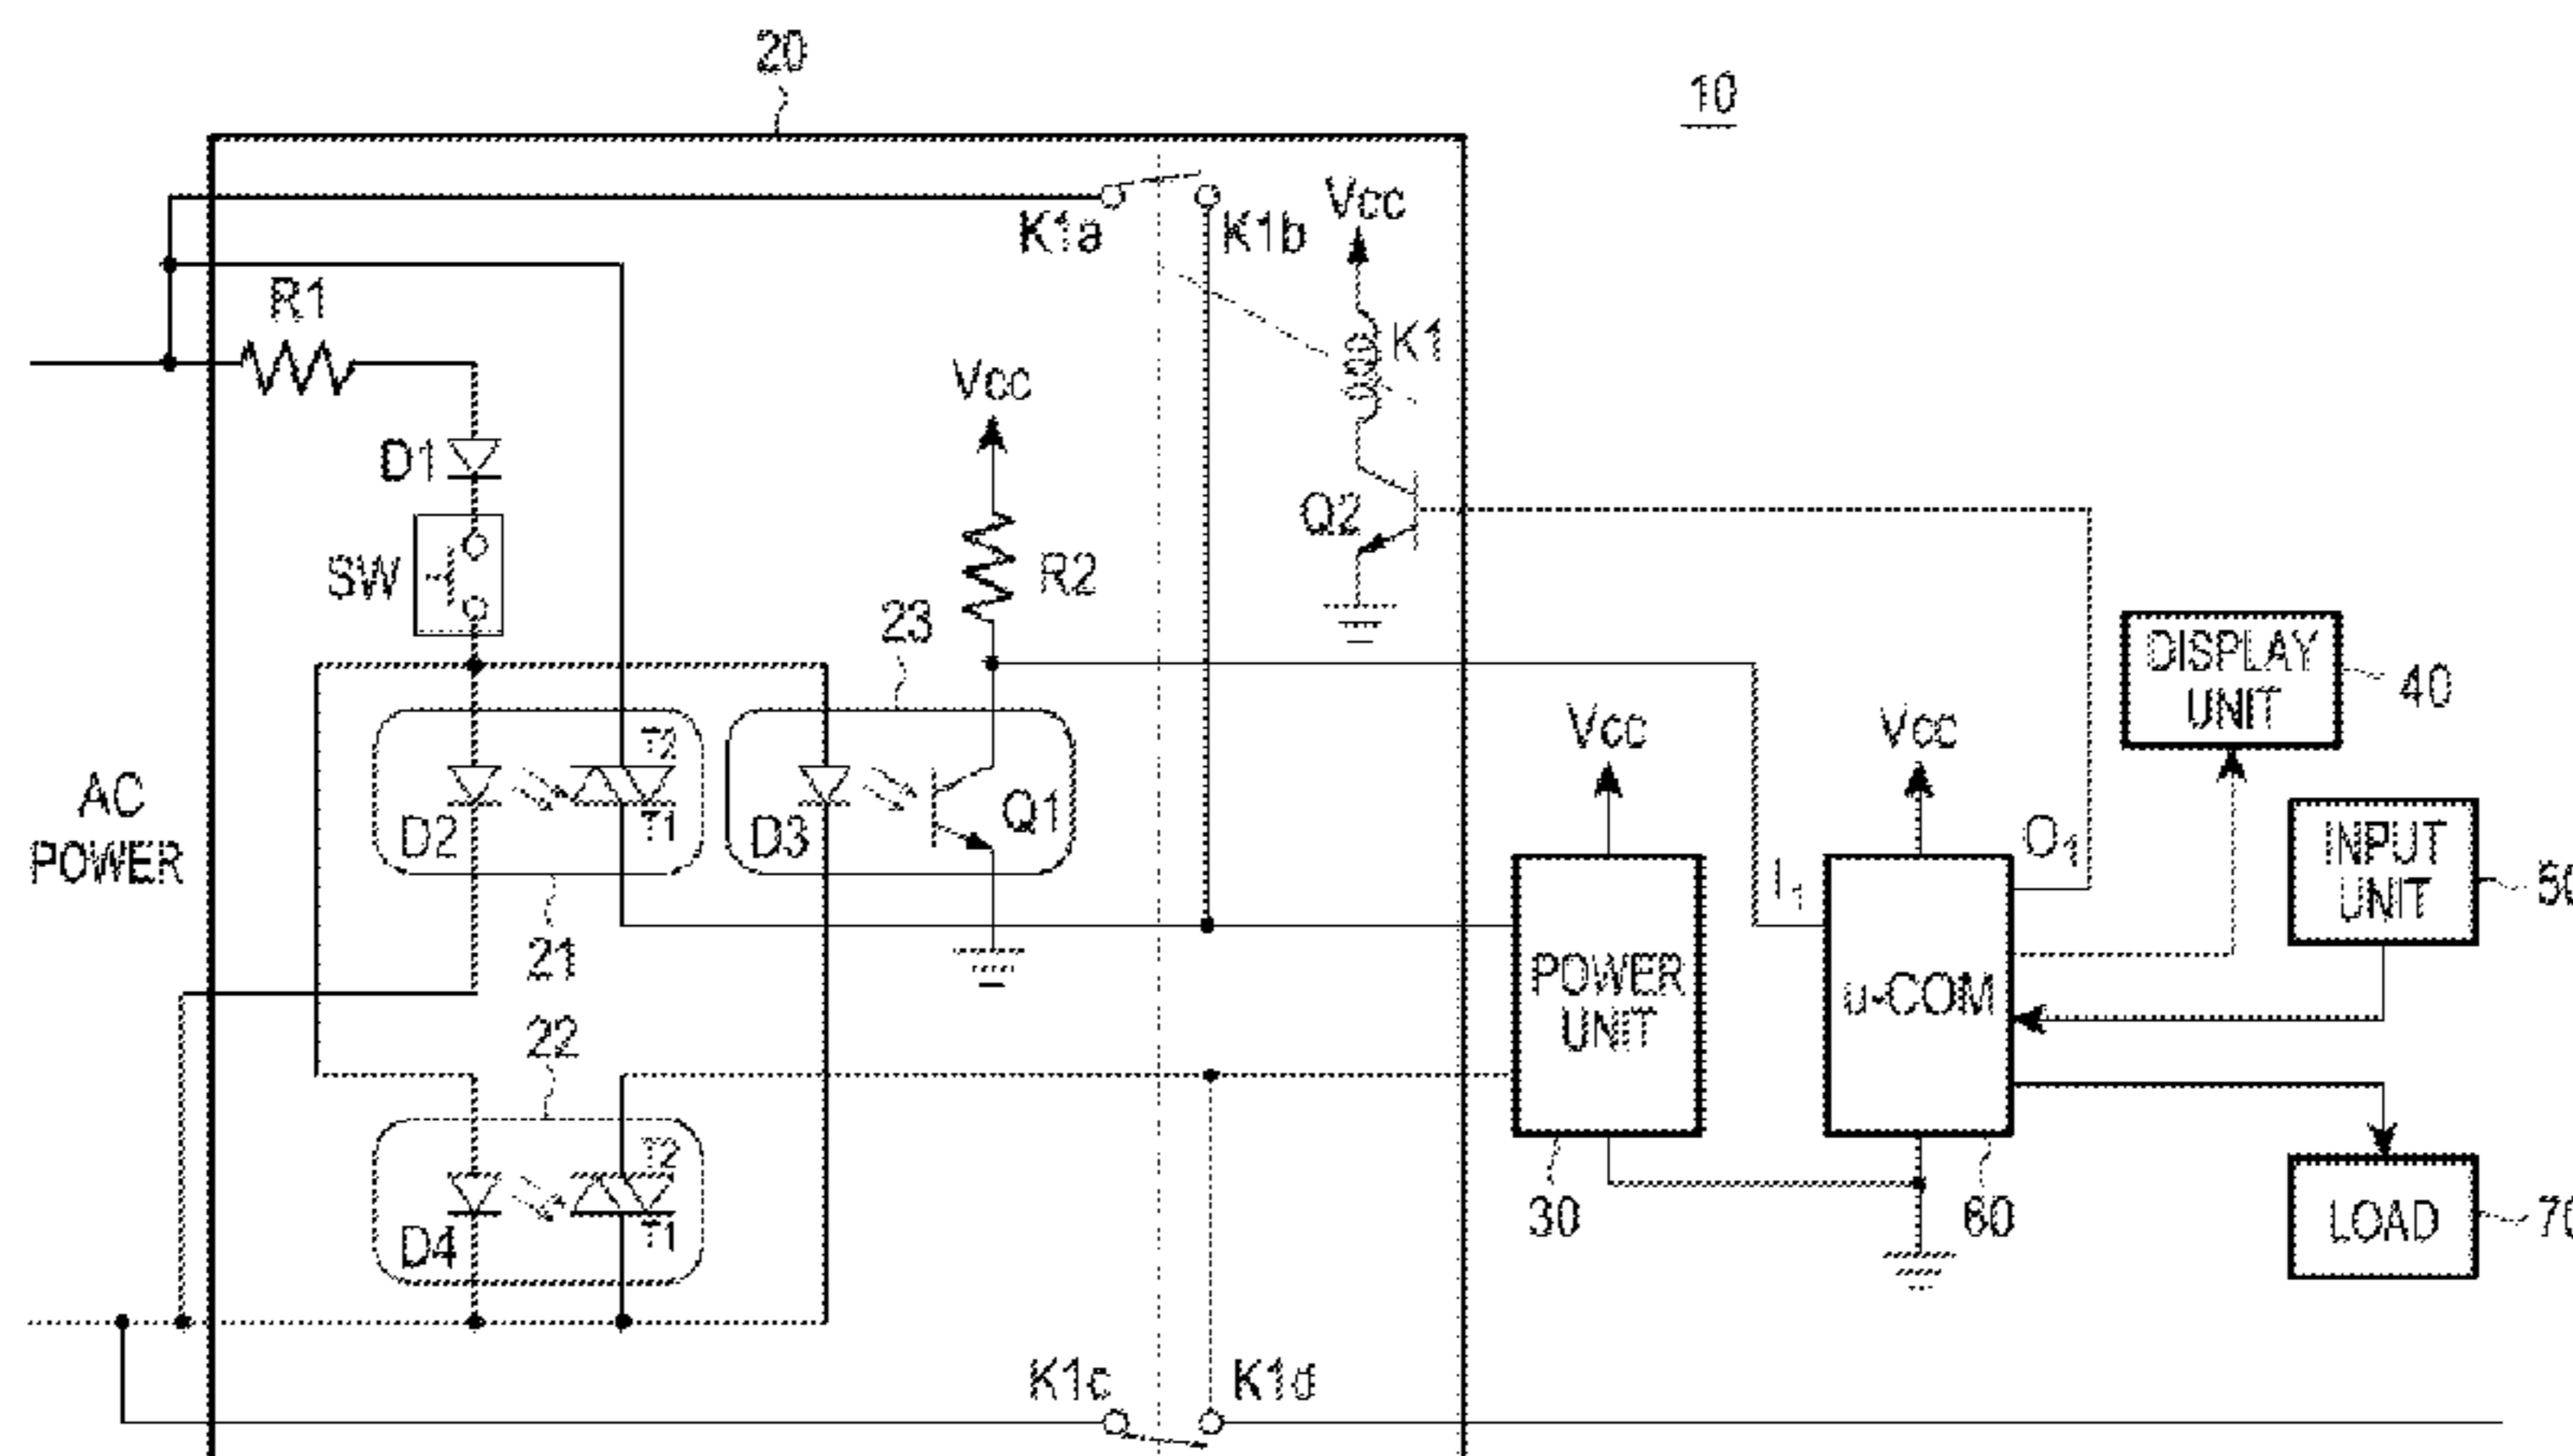 20
10
K1a
K1b
Vcc
R1
K1
Vcc
D1
Q2
SW
R2
23
DISPLAY
UNIT
40
T2
Vcc
Vcc
AC
POWER
D2
T1
D3
Q1
O1
INPUT
UNIT
I1
21
POWER
UNIT
u-COM
22
T2
D4
T1
30
60
LOAD
K1c
K1d